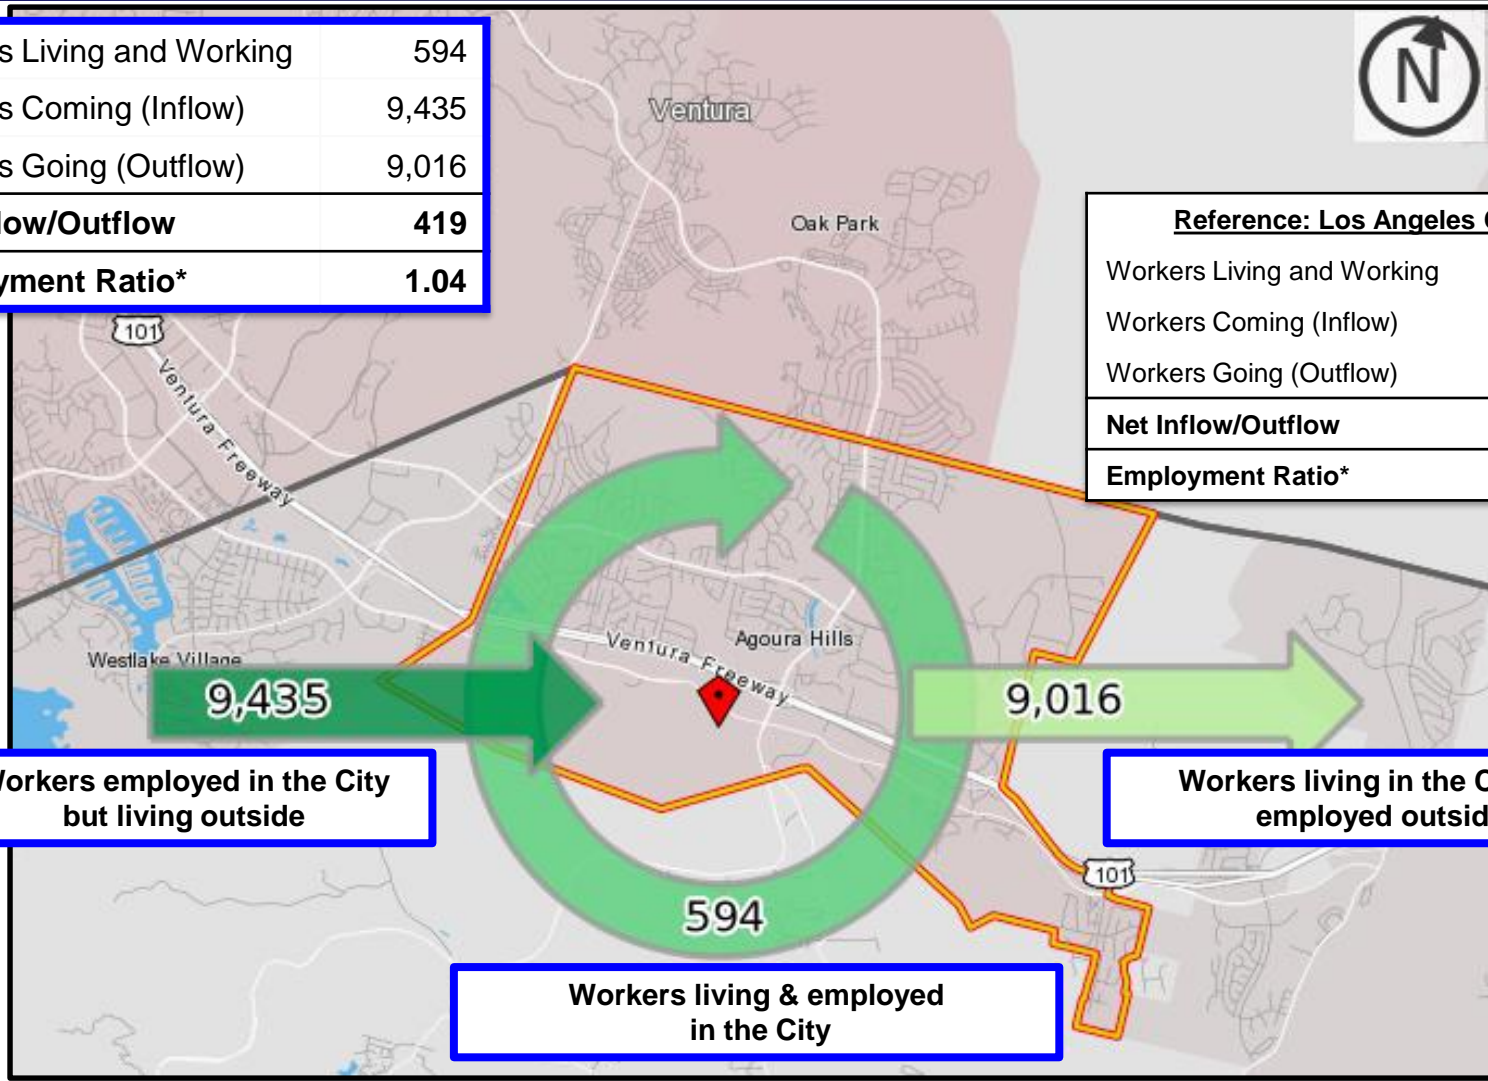 s Living and Working 594
s Coming (Inflow) 9,435
s Going (Outflow) 9,016
low/Outflow 419
yment Ratio* 1.04
N
Ventura
Oak Park
Reference: Los Angeles
Workers Living and Working
Workers Coming (Inflow)
Workers Going (Outflow)
Net Inflow/Outflow
Employment Ratio*
101
Ventura Freeway
Agoura Hills
Ventura Freeway
Westlake Village
9,435
9,016
Workers employed in the City
but living outside
Workers living in the
employed outsid
101
594
Workers living & employed
in the City